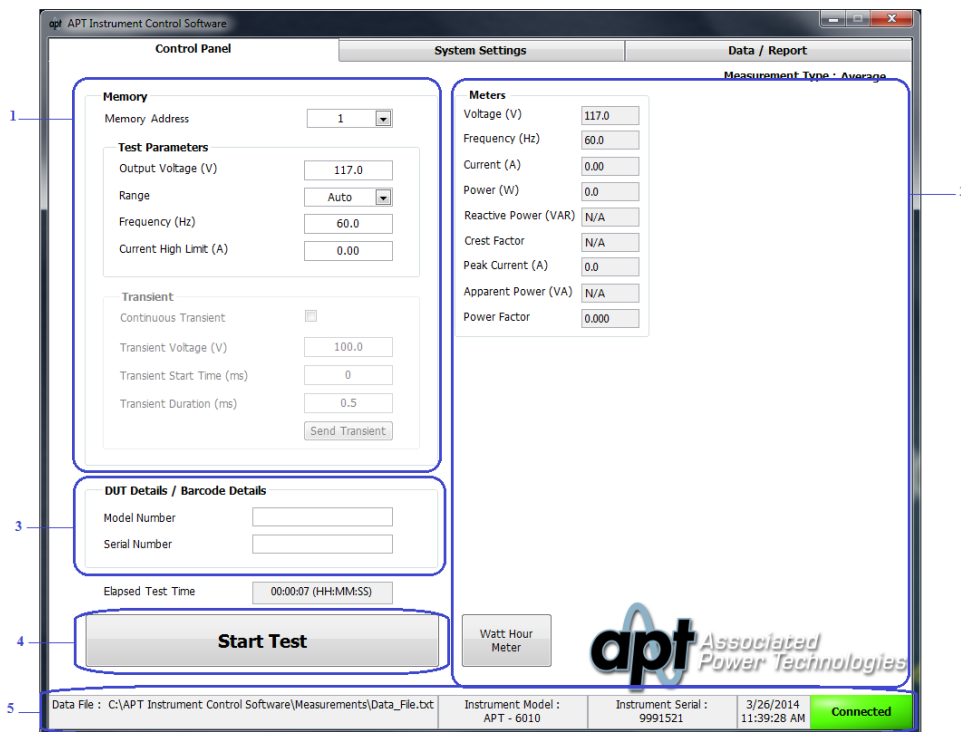 apt APT Instrument Control Software
Control Panel
System Settings
Data / Report
Measurement Type : Average
1
Memory
Memory Address
1
Test Parameters
Output Voltage (V)
117.0
Range
Auto
Frequency (Hz)
60.0
Current High Limit (A)
0.00
Transient
Continuous Transient
Transient Voltage (V)
100.0
Transient Start Time (ms)
0
Transient Duration (ms)
0.5
Send Transient
Meters
Voltage (V)
117.0
Frequency (Hz)
60.0
Current (A)
0.00
Power (W)
0.0
Reactive Power (VAR)
N/A
Crest Factor
N/A
Peak Current (A)
0.0
Apparent Power (VA)
N/A
Power Factor
0.000
3
DUT Details / Barcode Details
Model Number
Serial Number
Elapsed Test Time
00:00:07 (HH:MM:SS)
4
Start Test
Watt Hour
Meter
apt Associated
Power Technologies
5
Data File : C:\APT Instrument Control Software\Measurements\Data_File.txt
Instrument Model :
APT - 6010
Instrument Serial :
9991521
3/26/2014
11:39:28 AM
Connected